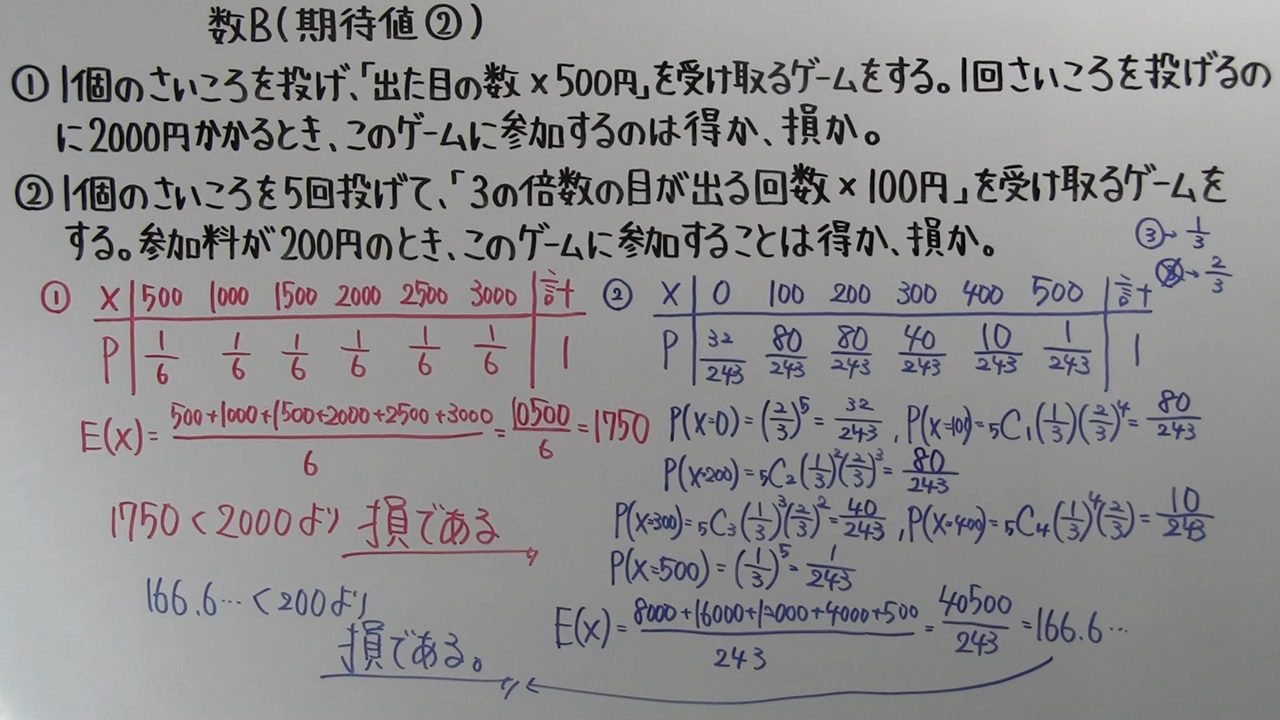 数B(期待値②)
① 1個のさいころを投げ、「出た目の数×500円」を受け取るゲームをする。1回さいころを投げるの
に2000円かかるとき、このゲームに参加するのは得か、損か。
② 1個のさいころを5回投げて、「3の倍数の目が出る回数×100円」を受け取るゲームを
する。参加料が200円のとき、このゲームに参加することは得か、損か。
③→ 1/3
→ 2/3
① X | 500 1000 1500 2000 2500 3000 | 計
P | 1/6 1/6 1/6 1/6 1/6 1/6 | 1
E(X) = (500+1000+1500+2000+2500+3000)/6 = 10500/6 = 1750
1750 < 2000より 損である
② X | 0 100 200 300 400 500 | 計
P | 32/243 80/243 80/243 40/243 10/243 1/243 | 1
P(X=0) = (2/3)^5 = 32/243, P(X=100) = 5C1(1/3)(2/3)^4 = 80/243
P(X=200) = 5C2(1/3)^2(2/3)^3 = 80/243
P(X=300) = 5C3(1/3)^3(2/3)^2 = 40/243, P(X=400) = 5C4(1/3)^4(2/3) = 10/243
P(X=500) = (1/3)^5 = 1/243
E(X) = (8000+16000+12000+4000+500)/243 = 40500/243 = 166.6…
166.6… < 200より
損である。